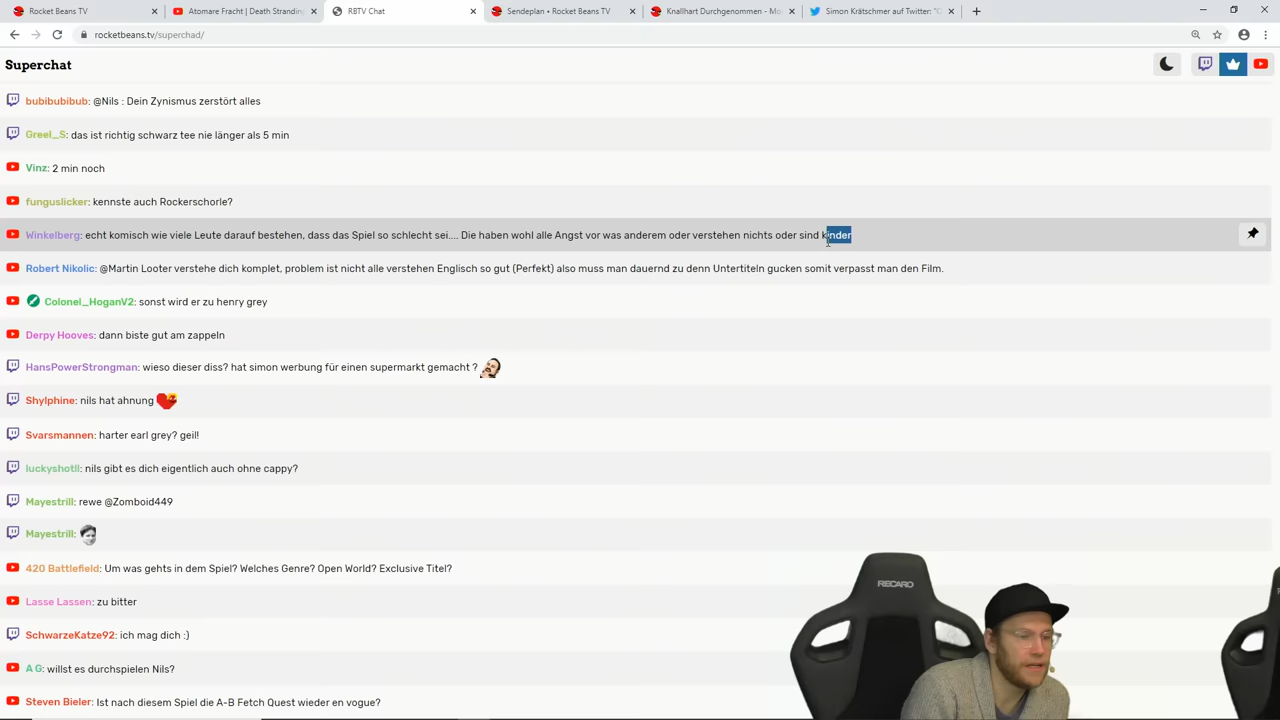 Rocket Beans TV
Atomare Fracht | Death Strandin
RBTV Chat
Sendeplan • Rocket Beans TV
Knallhart Durchgenommen - Mo
Simon Krätschmer auf Twitter: "G
rocketbeans.tv/superchad/
Superchat
bubibubibub: @Nils : Dein Zynismus zerstört alles
Greel_S: das ist richtig schwarz tee nie länger als 5 min
Vinz: 2 min noch
funguslicker: kennste auch Rockerschorle?
Winkelberg: echt komisch wie viele Leute darauf bestehen, dass das Spiel so schlecht sei.... Die haben wohl alle Angst vor was anderem oder verstehen nichts oder sind kinder
Robert Nikolic: @Martin Looter verstehe dich komplet, problem ist nicht alle verstehen Englisch so gut (Perfekt) also muss man dauernd zu denn Untertiteln gucken somit verpasst man den Film.
Colonel_HoganV2: sonst wird er zu henry grey
Derpy Hooves: dann biste gut am zappeln
HansPowerStrongman: wieso dieser diss? hat simon werbung für einen supermarkt gemacht ?
Shylphine: nils hat ahnung
Svarsmannen: harter earl grey? geil!
luckyshotll: nils gibt es dich eigentlich auch ohne cappy?
Mayestrill: rewe @Zomboid449
Mayestrill:
420 Battlefield: Um was gehts in dem Spiel? Welches Genre? Open World? Exclusive Titel?
Lasse Lassen: zu bitter
SchwarzeKatze92: ich mag dich :)
A G: willst es durchspielen Nils?
Steven Bieler: Ist nach diesem Spiel die A-B Fetch Quest wieder en vogue?
RECARO